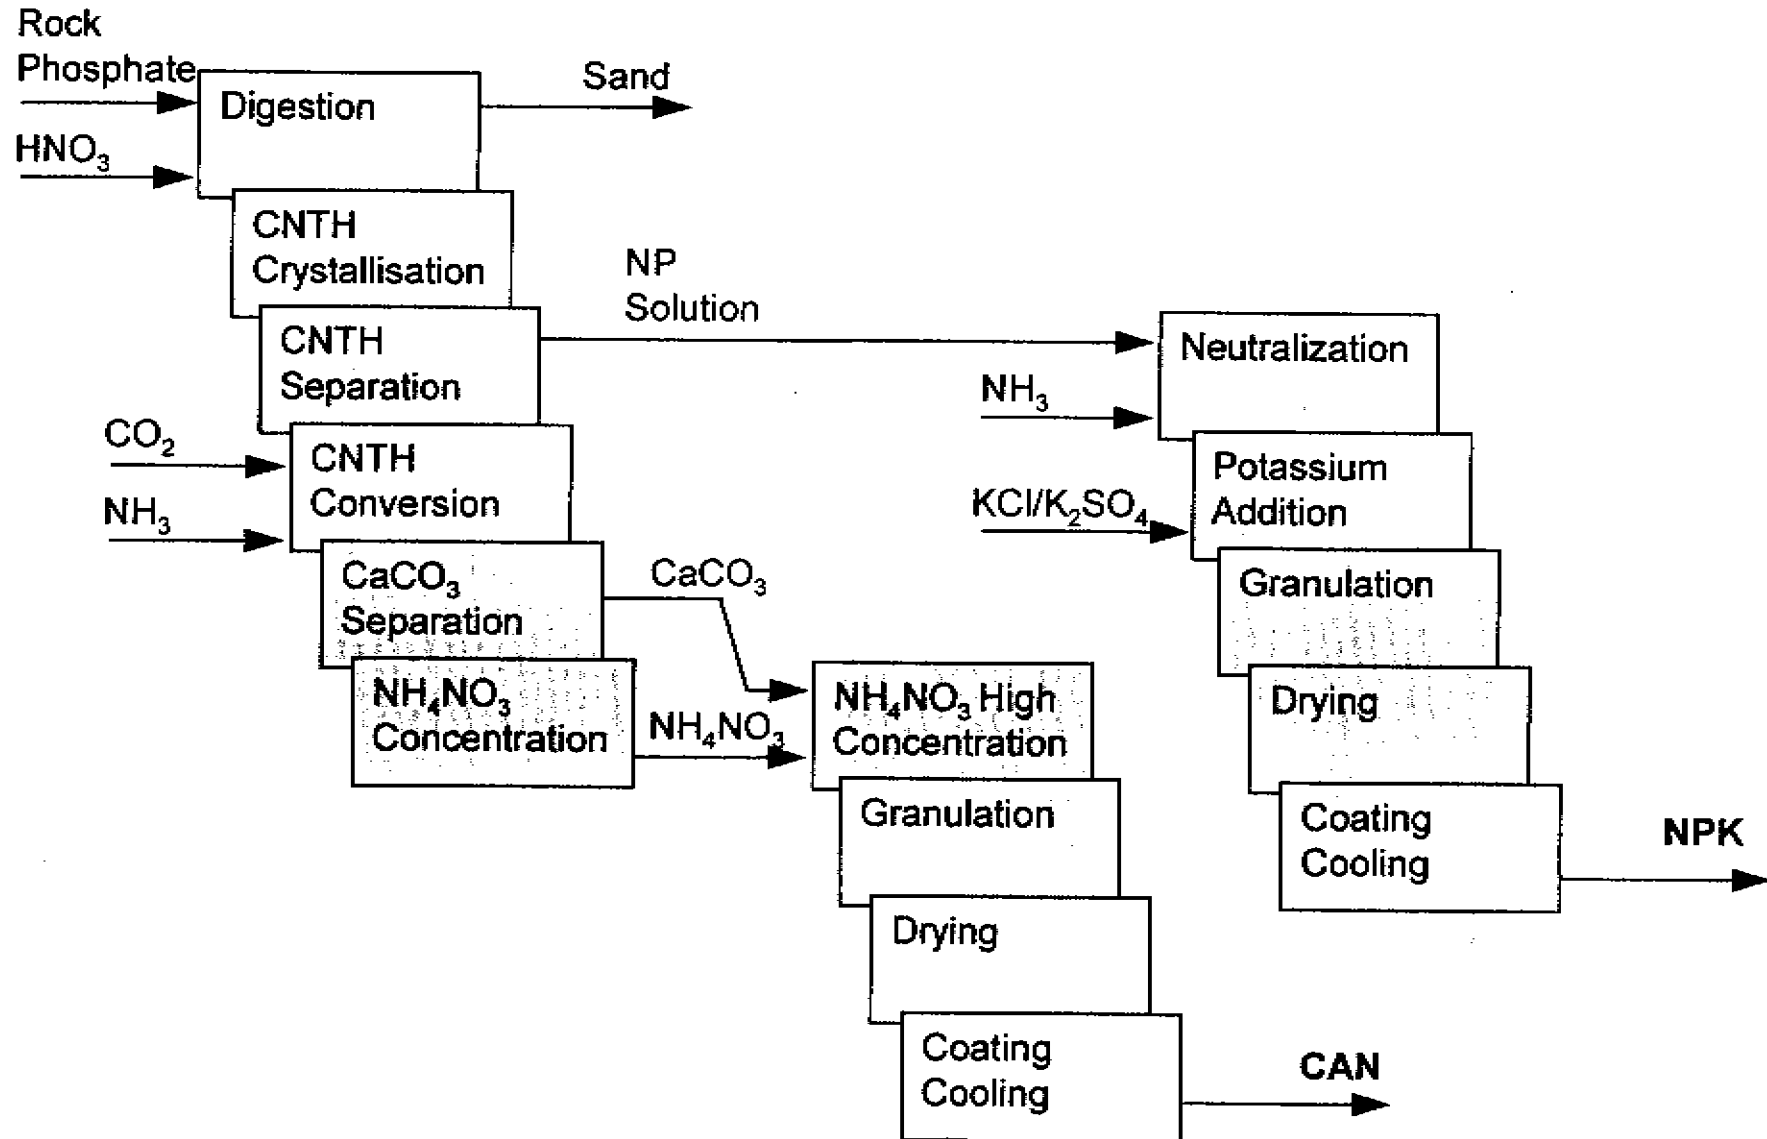 Rock
Phosphate
Digestion
Sand
HNO₃
CNTH
Crystallisation
NP
Solution
CNTH
Separation
Neutralization
NH₃
CO₂
CNTH
Conversion
NH₃
Potassium
Addition
KCl/K₂SO₄
CaCO₃
Separation
CaCO₃
Granulation
NH₄NO₃
Concentration
NH₄NO₃
NH₄NO₃ High
Concentration
Drying
Granulation
Coating
Cooling
NPK
Drying
Coating
Cooling
CAN